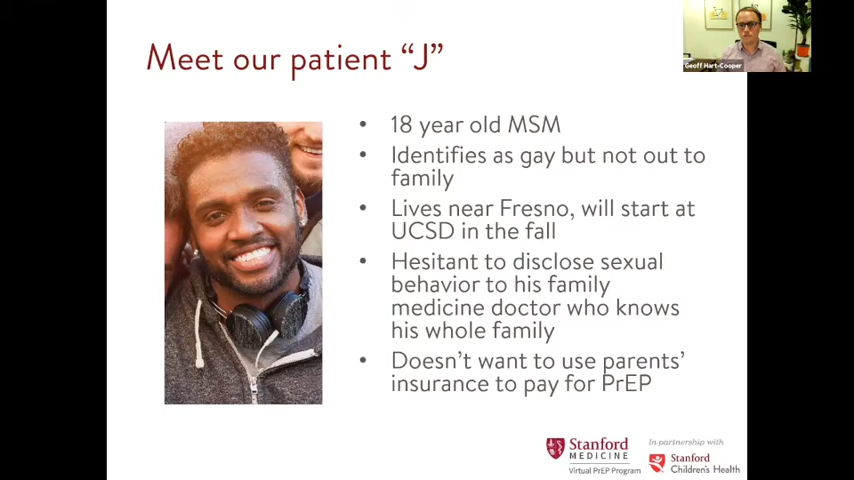 Meet our patient “J”
Geoff Hart-Cooper
• 18 year old MSM
• Identifies as gay but not out to
family
• Lives near Fresno, will start at
UCSD in the fall
• Hesitant to disclose sexual
behavior to his family
medicine doctor who knows
his whole family
• Doesn’t want to use parents’
insurance to pay for PrEP
Stanford
MEDICINE
Virtual PrEP Program
In partnership with
Stanford
Children’s Health